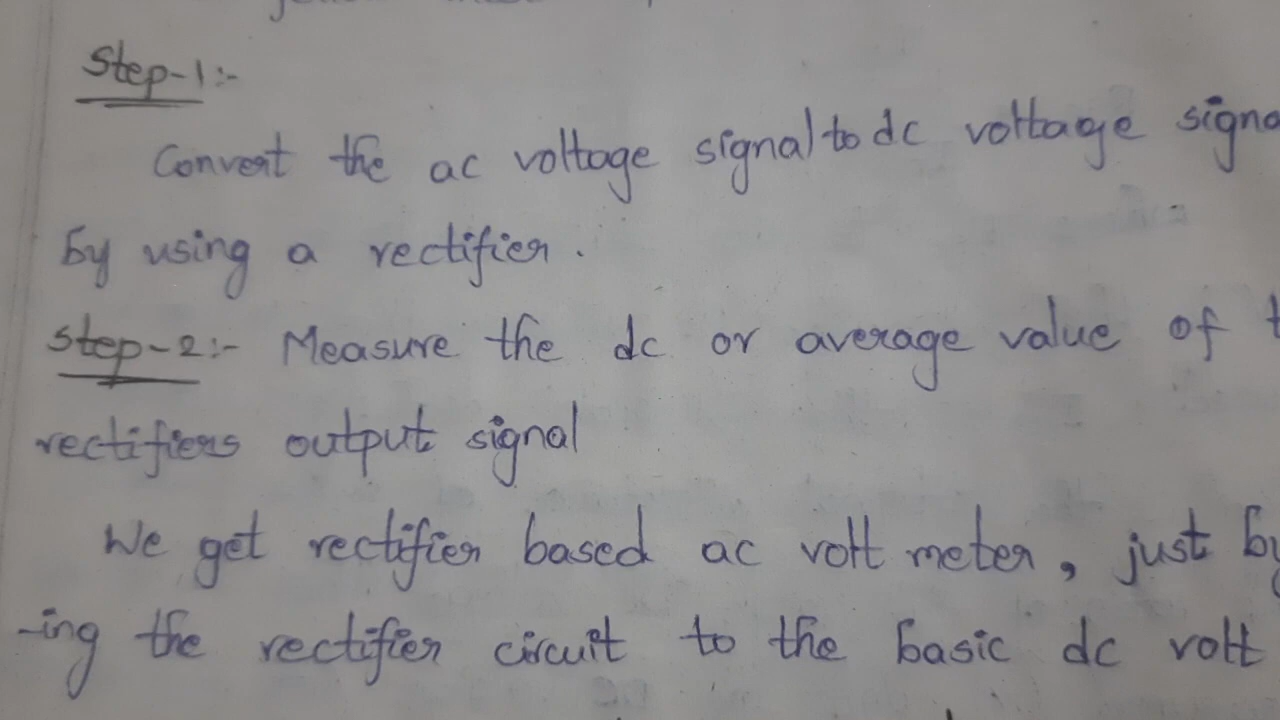 Step-1:-
Convert the ac voltage signal to dc voltage signa
by using a rectifier.
Step-2:- Measure the dc or average value of t
rectifiers output signal
We get rectifier based ac volt meter, just by
-ing the rectifier circuit to the basic dc volt